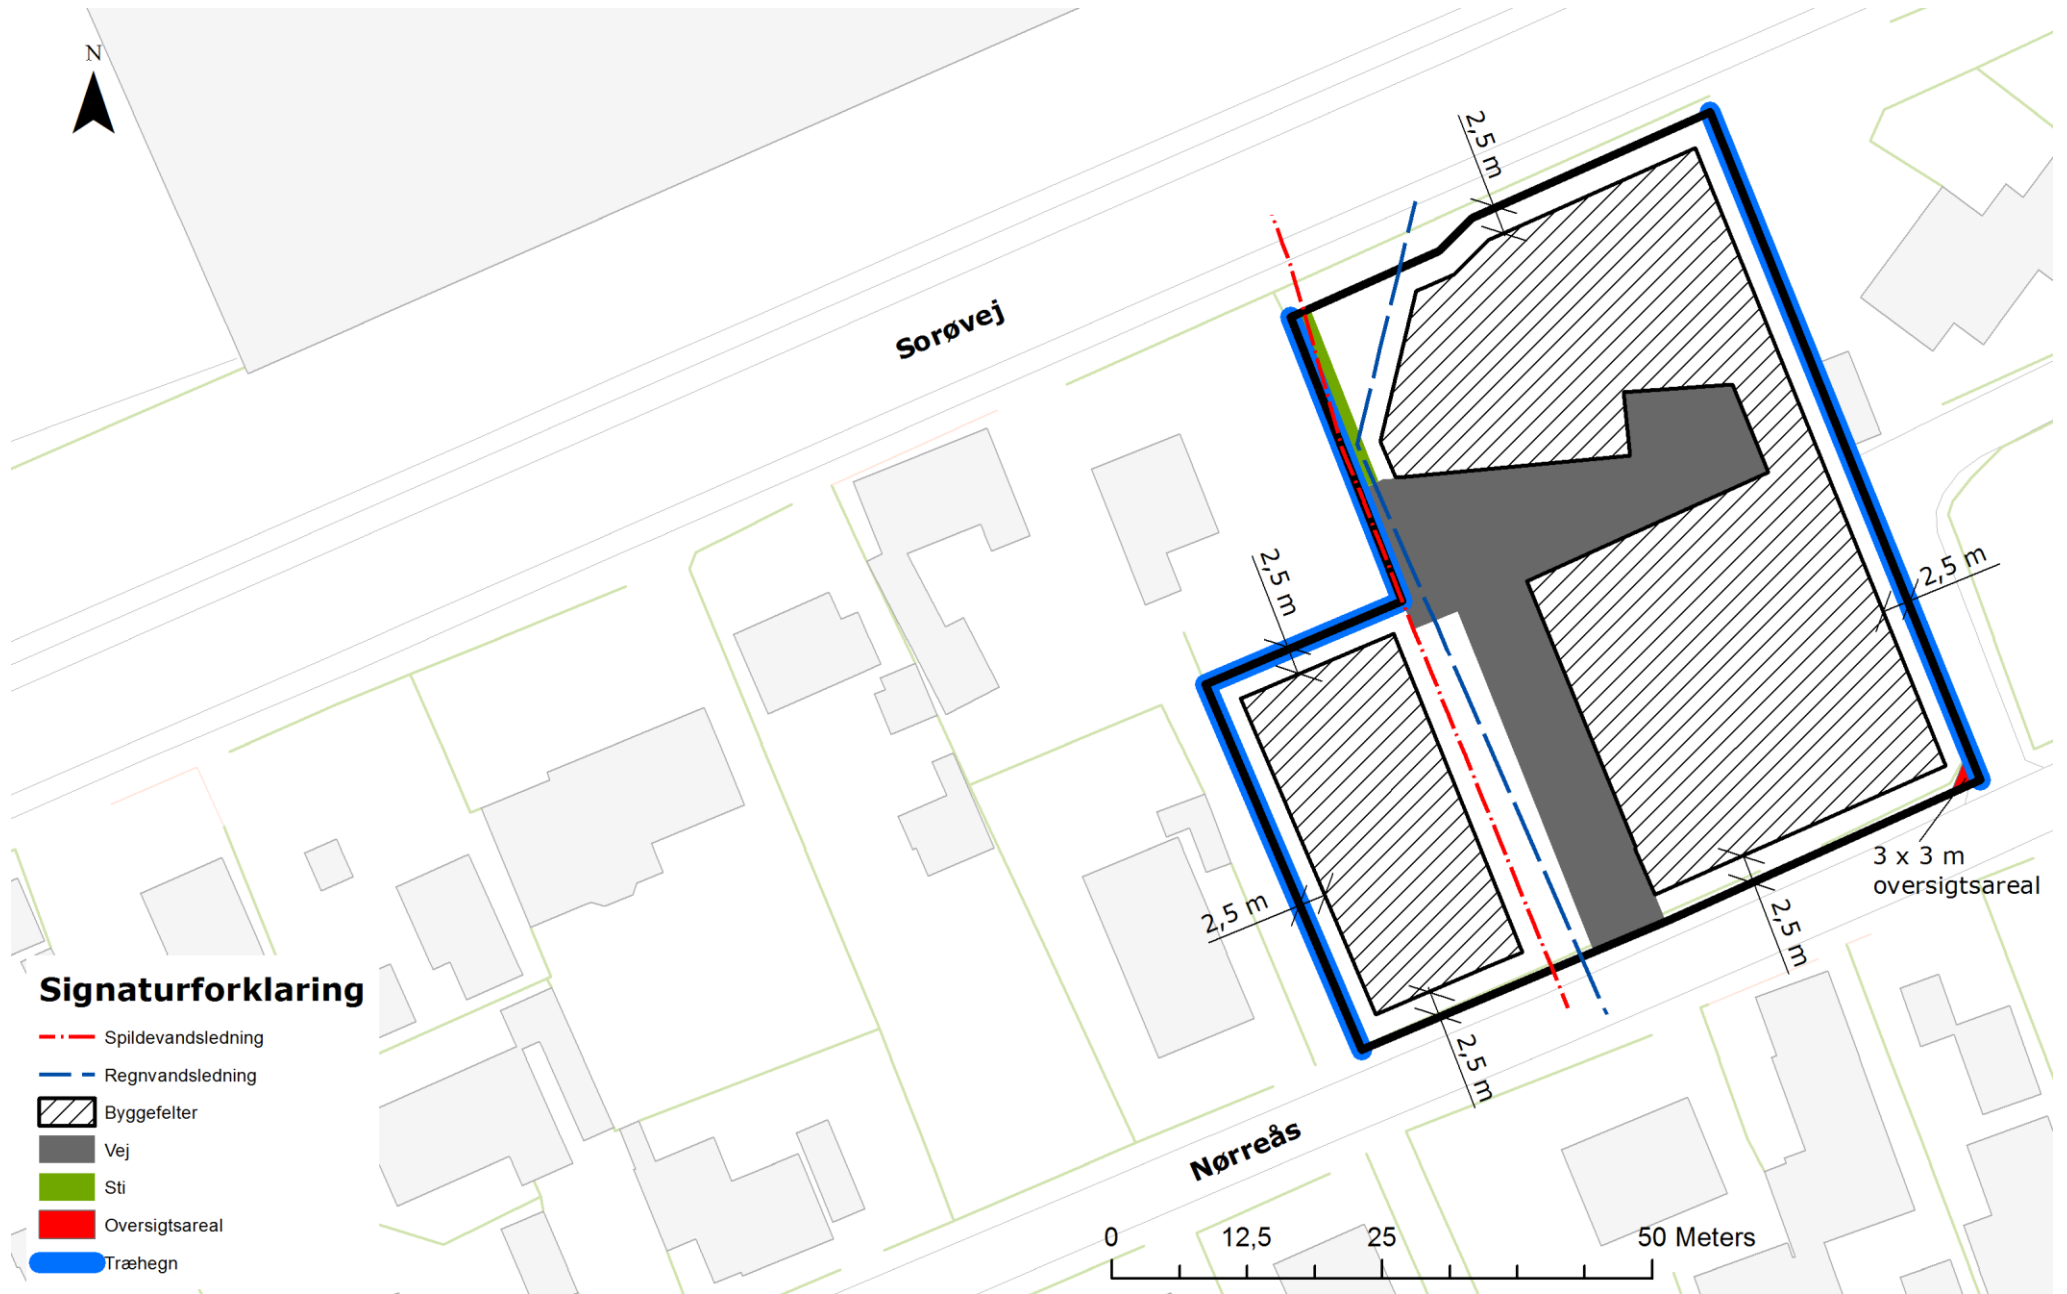 N
2,5 m
Sorøvej
2,5 m
2,5 m
3 x 3 m
oversigtsareal
2,5 m
2,5 m
2,5 m
Nørreås
Signaturforklaring
Spildevandsledning
Regnvandsledning
Byggefelter
Vej
Sti
Oversigtsareal
Træhegn
0 12,5 25 50 Meters